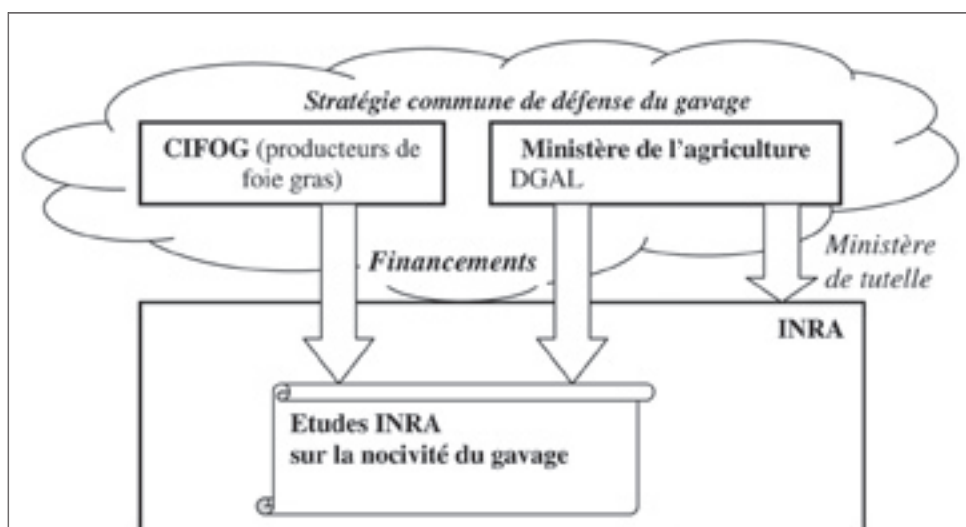 Stratégie commune de défense du gavage
CIFOG (producteurs de
foie gras)
Ministère de l'agriculture
DGAL
Financements
Ministère
de tutelle
INRA
Etudes INRA
sur la nocivité du gavage